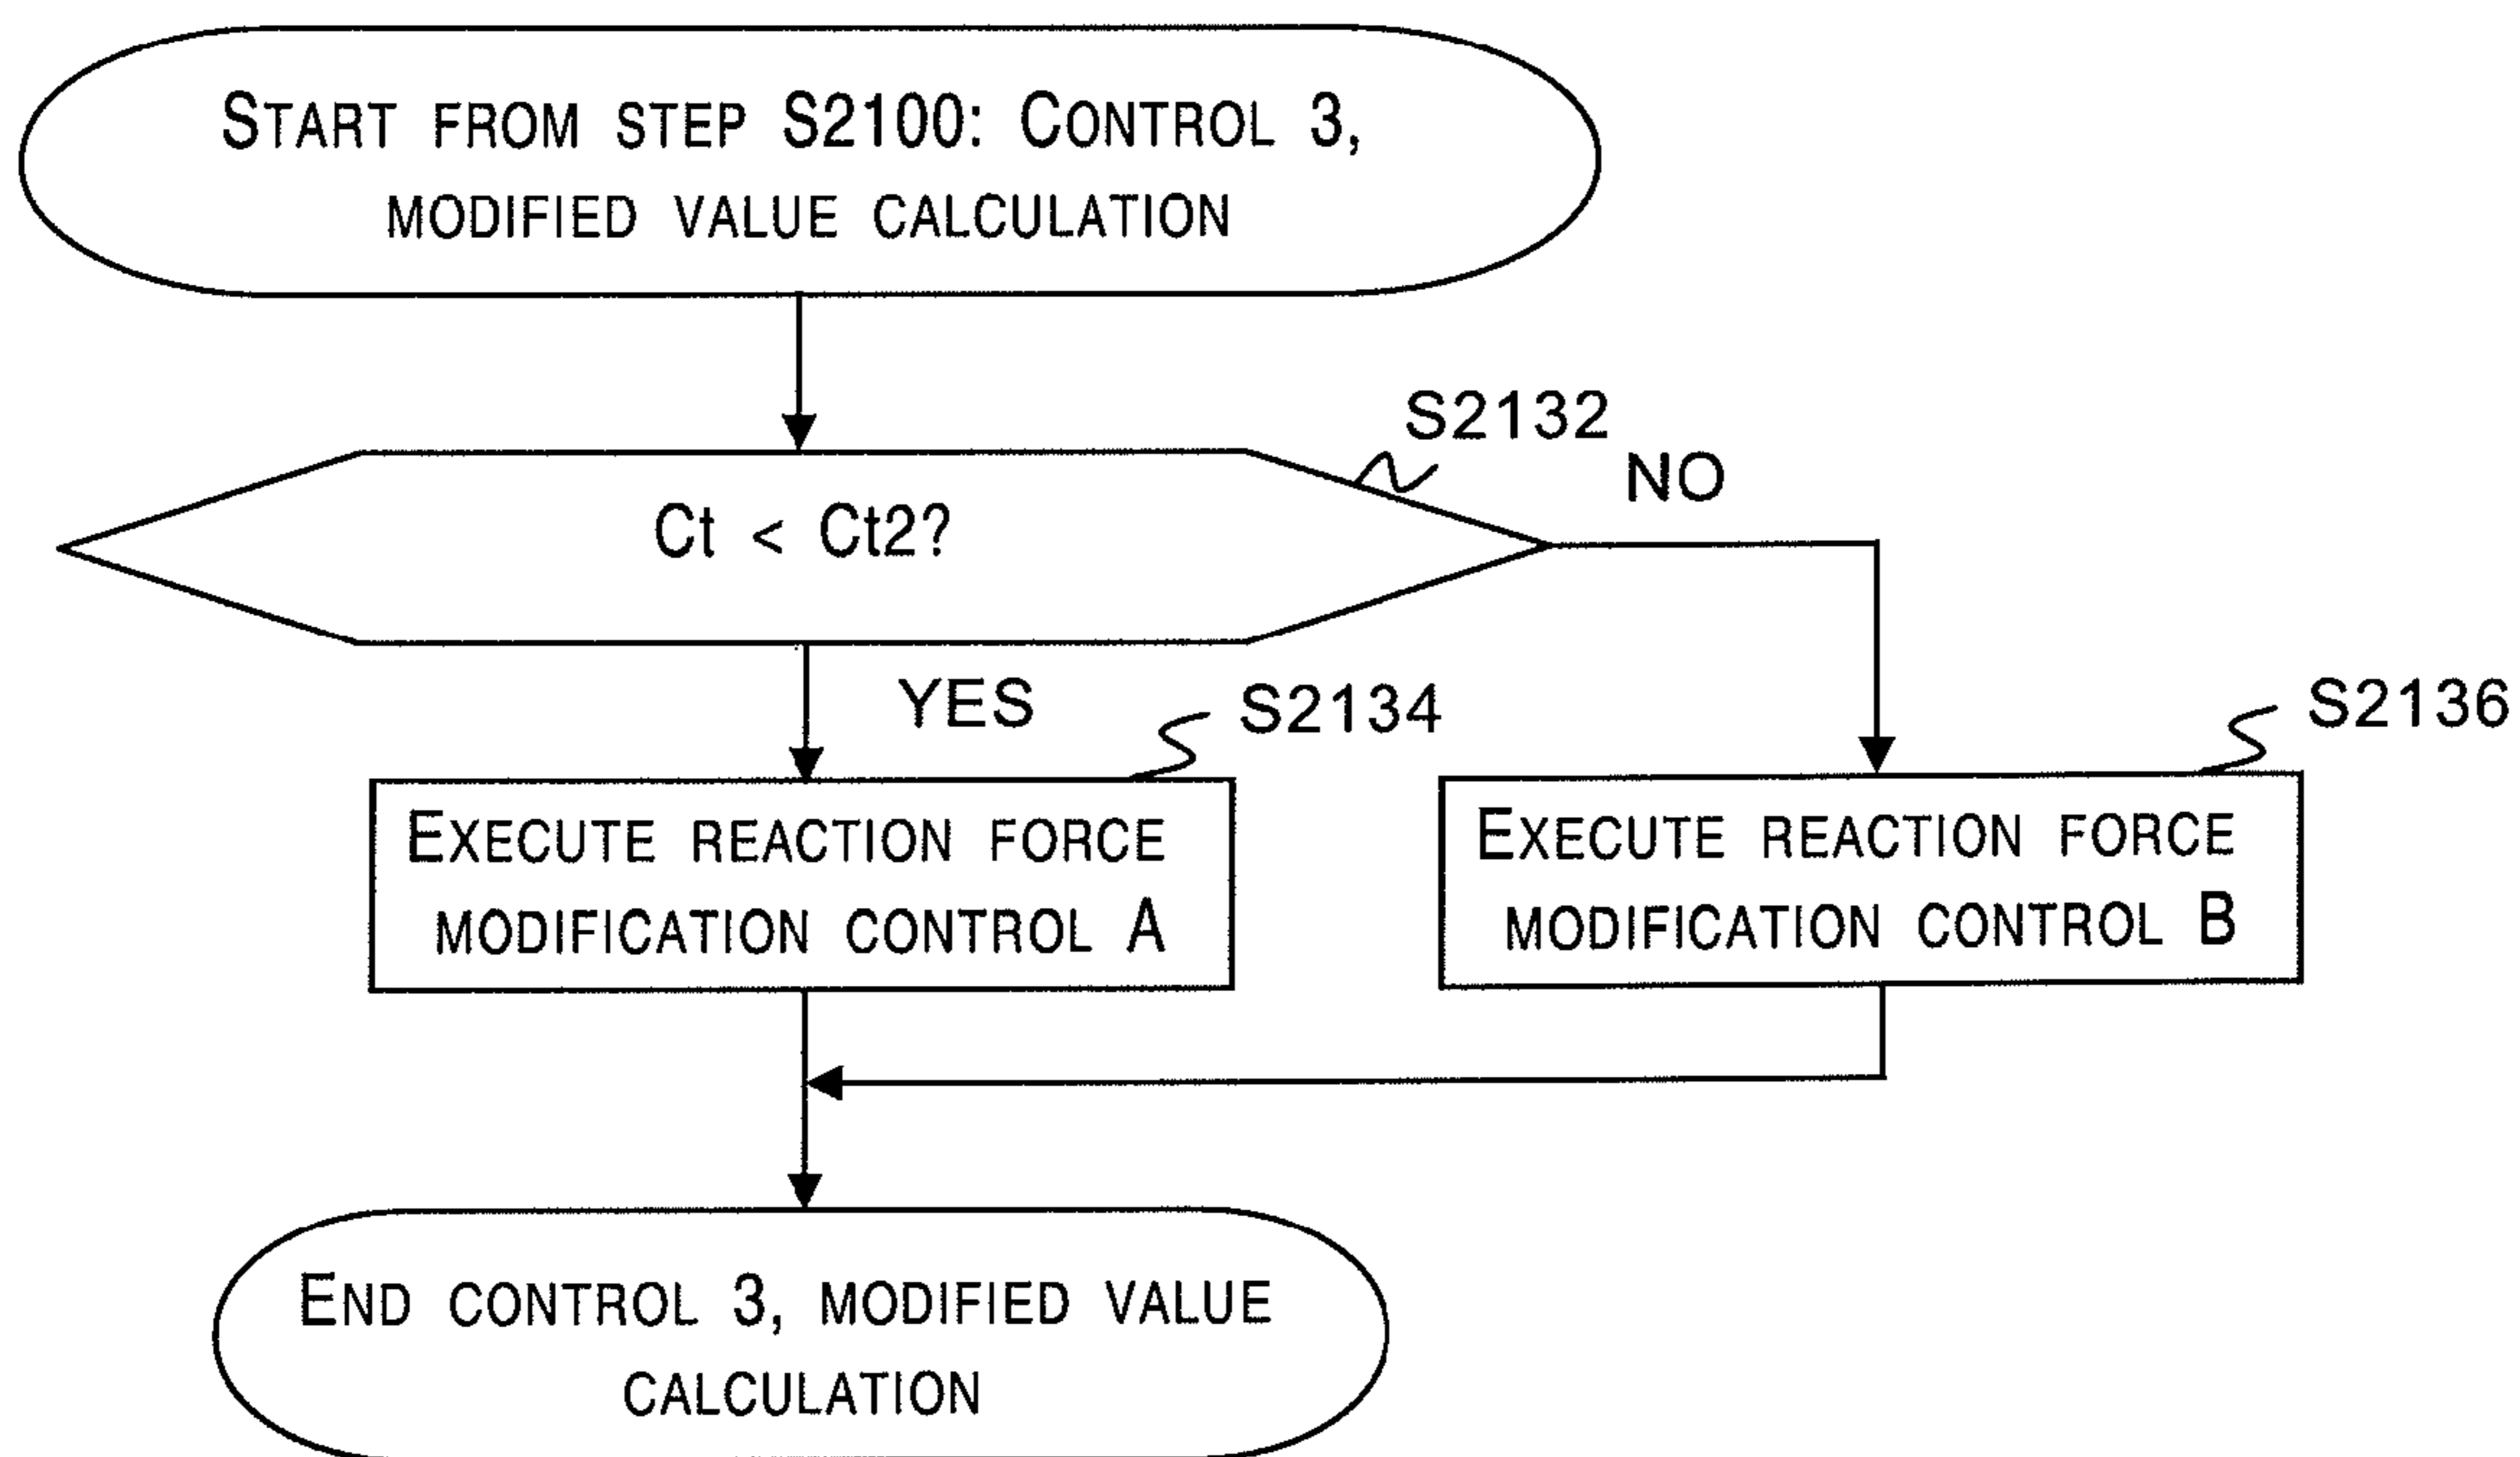 START FROM STEP S2100: CONTROL 3,
MODIFIED VALUE CALCULATION
S2132
NO
Ct < Ct2?
YES
S2134
S2136
EXECUTE REACTION FORCE
MODIFICATION CONTROL A
EXECUTE REACTION FORCE
MODIFICATION CONTROL B
END CONTROL 3, MODIFIED VALUE
CALCULATION